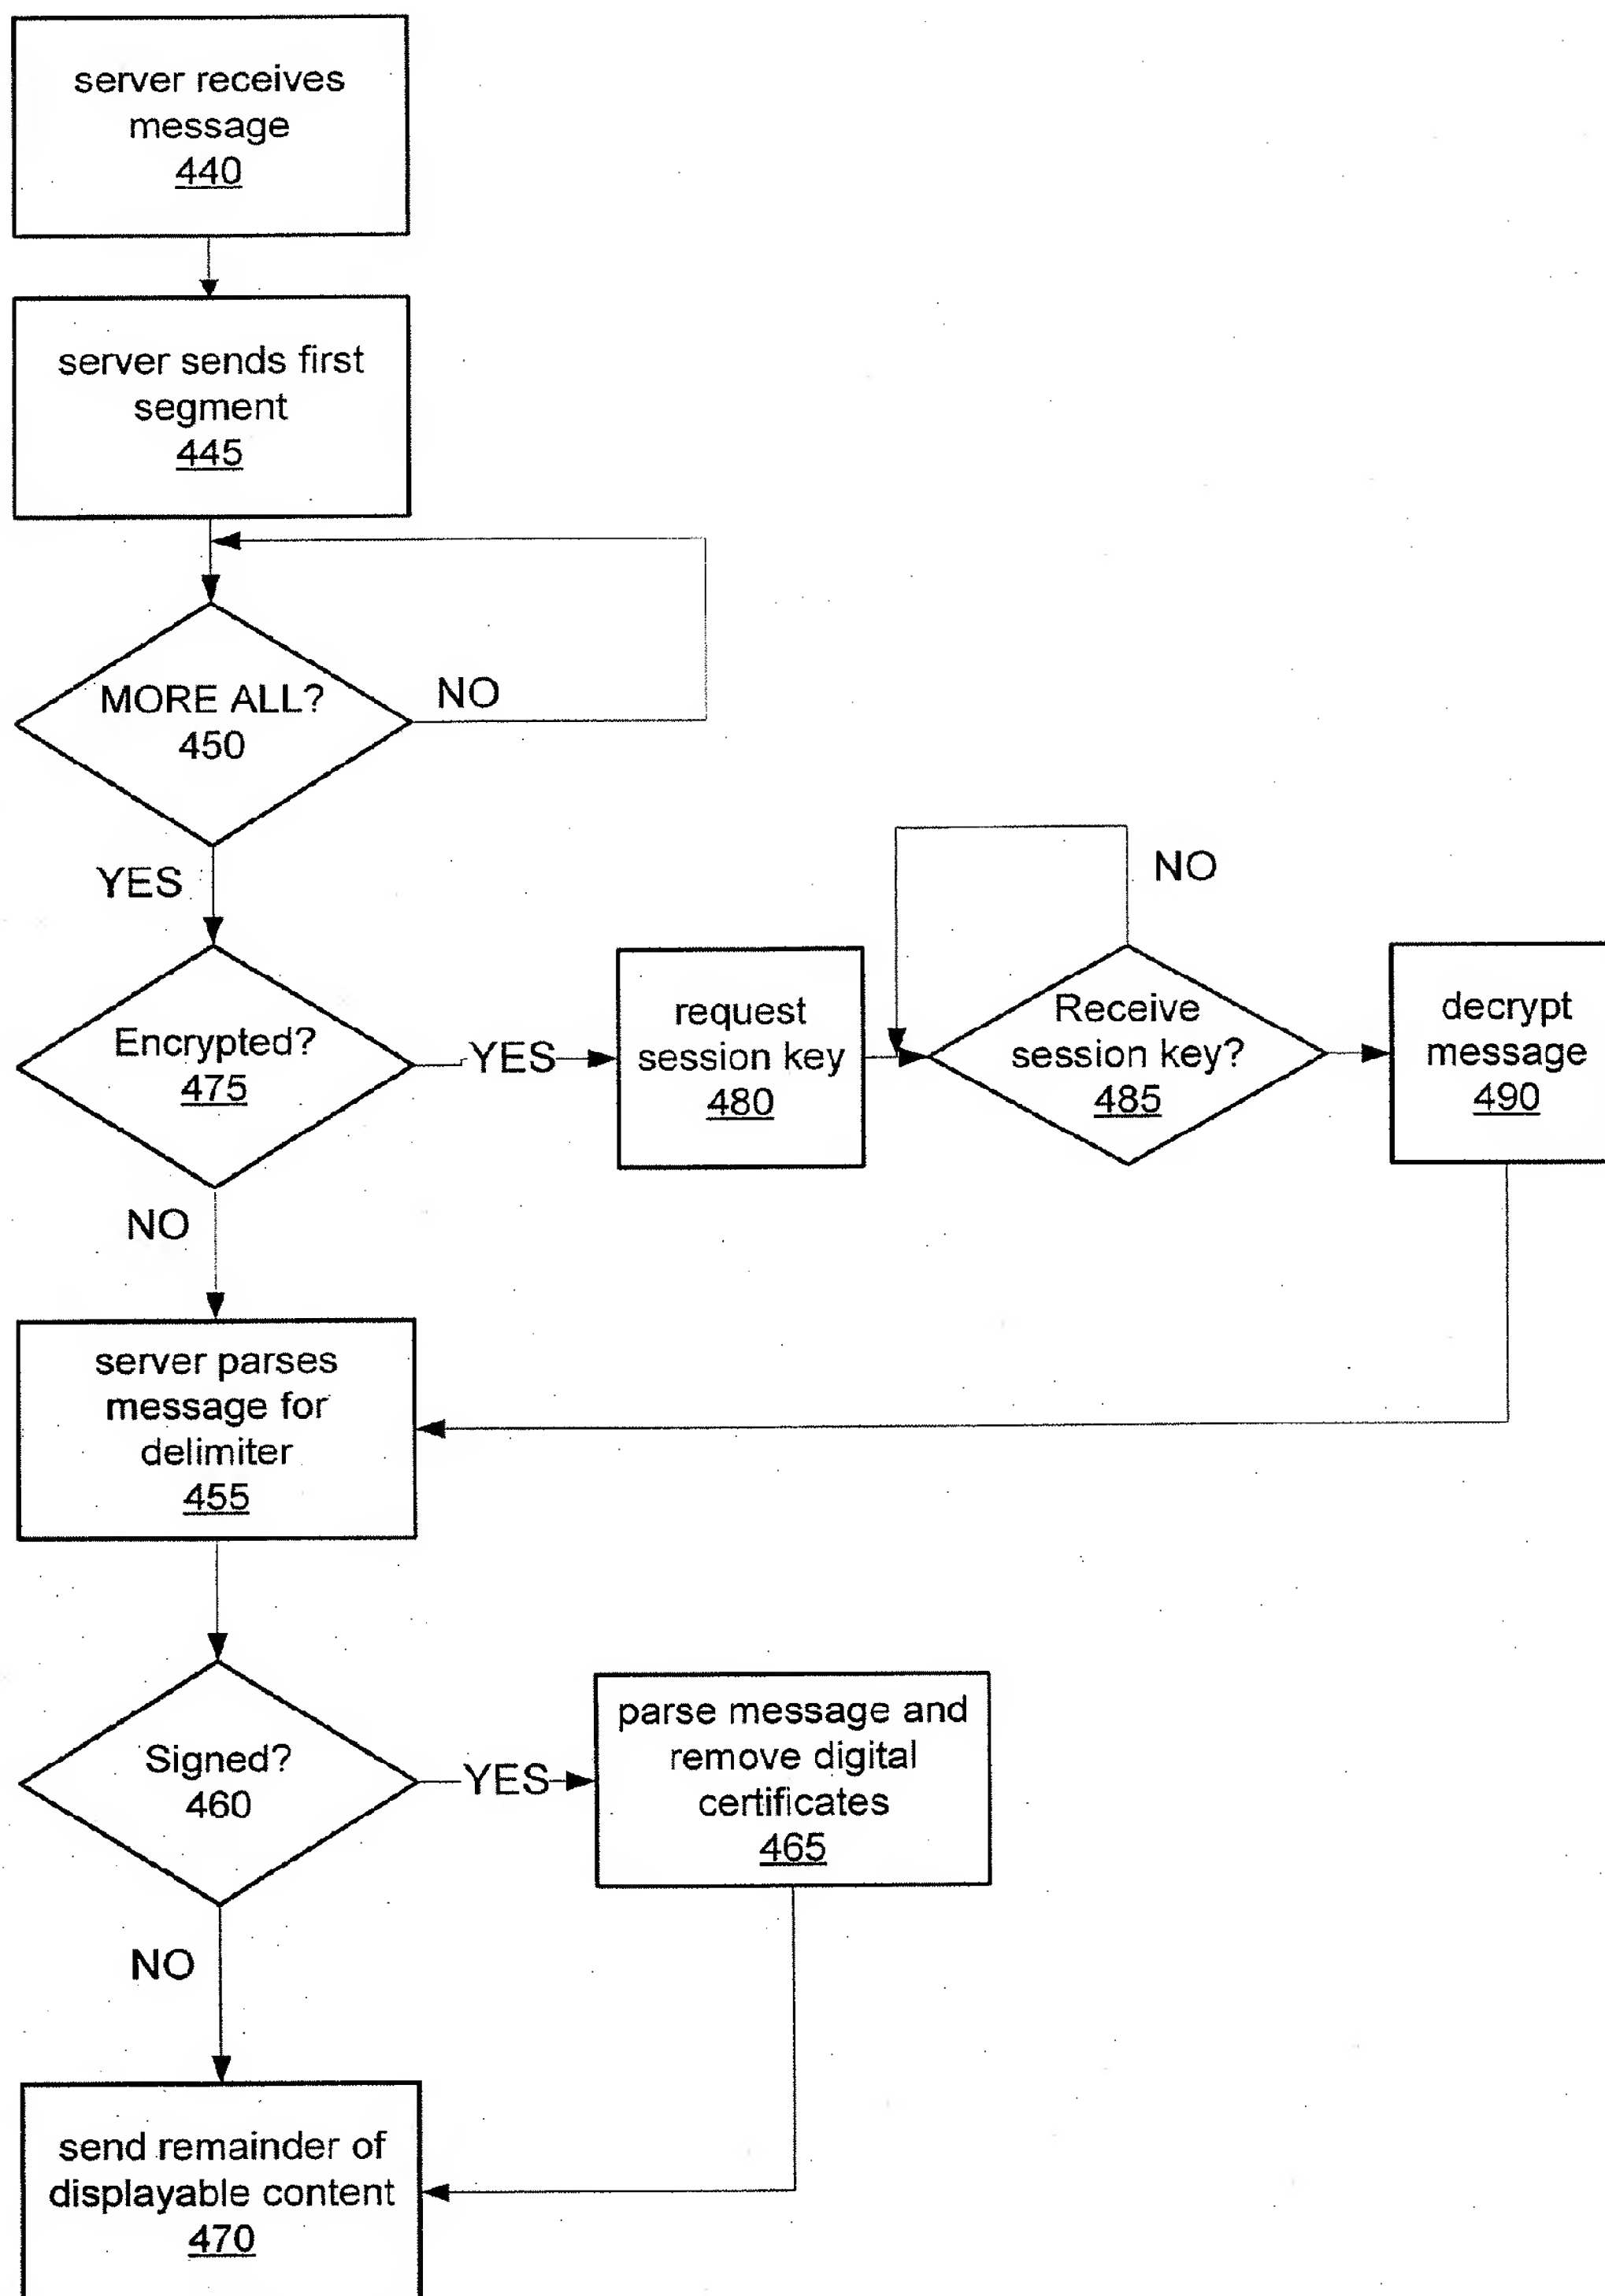 server receives
message
440
server sends first
segment
445
MORE ALL?
450
NO
YES
NO
Encrypted?
475
YES
request
session key
480
Receive
session key?
485
decrypt
message
490
NO
server parses
message for
delimiter
455
Signed?
460
YES
parse message and
remove digital
certificates
465
NO
send remainder of
displayable content
470